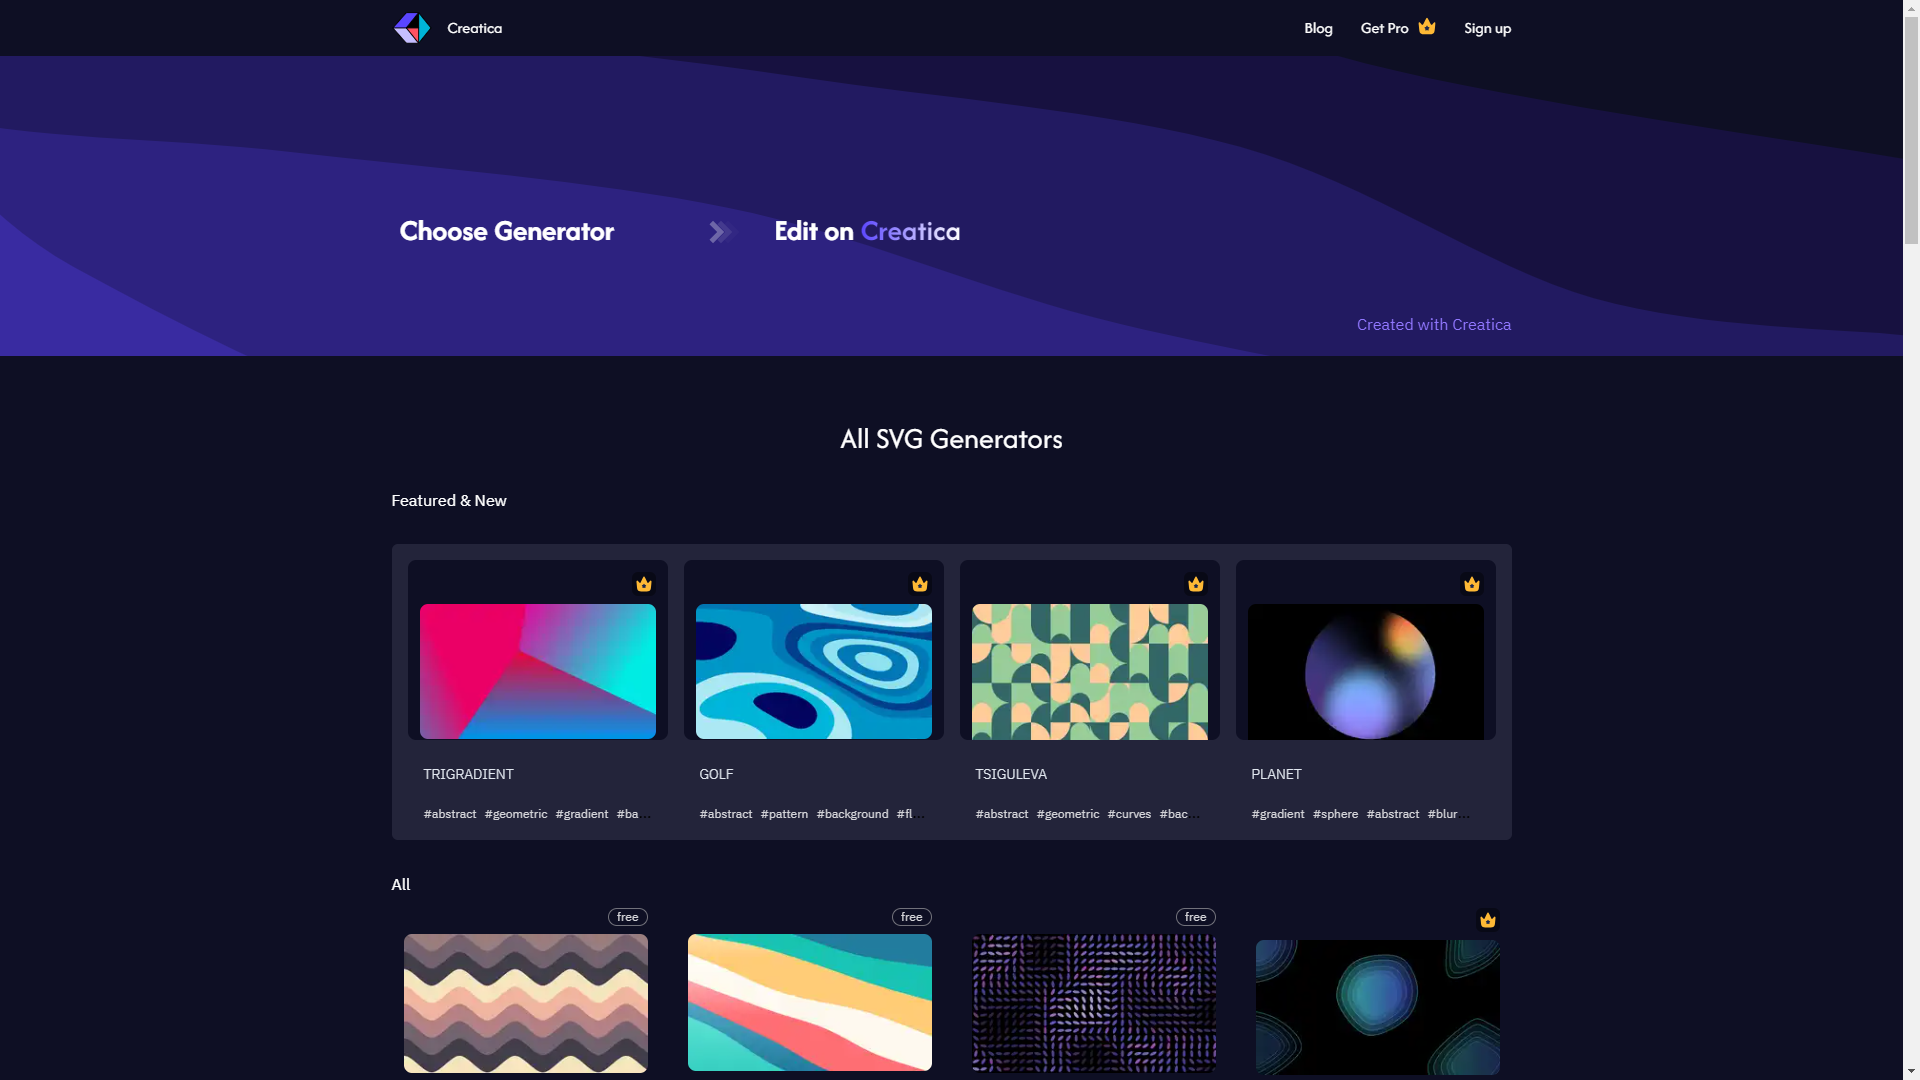 Creatica
Blog
Get Pro
Sign up
Choose Generator
Edit on Creatica
Created with Creatica
All SVG Generators
Featured & New
TRIGRADIENT
#abstract #geometric #gradient #ba...
GOLF
#abstract #pattern #background #fl...
TSIGULEVA
#abstract #geometric #curves #bac...
PLANET
#gradient #sphere #abstract #blur...
All
free
free
free